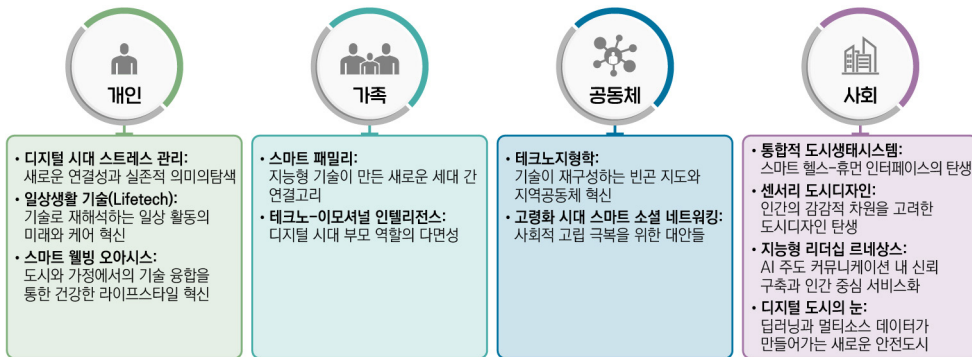 개인
• 디지털 시대 스트레스 관리:
새로운 연결성과 실존적 의미의탐색
• 일상생활 기술(Lifetech):
기술로 재해석하는 일상 활동의
미래와 케어 혁신
• 스마트 웰빙 오아시스:
도시와 가정에서의 기술 융합을
통한 건강한 라이프스타일 혁신
가족
• 스마트 패밀리:
지능형 기술이 만든 새로운 세대 간
연결고리
• 테크노-이모셔널 인텔리전스:
디지털 시대 부모 역할의 다면성
공동체
• 테크노지형학:
기술이 재구성하는 빈곤 지도와
지역공동체 혁신
• 고령화 시대 스마트 소셜 네트워킹:
사회적 고립 극복을 위한 대안들
사회
• 통합적 도시생태시스템:
스마트 헬스-휴먼 인터페이스의 탄생
• 센서리 도시디자인:
인간의 감감적 차원을 고려한
도시디자인 탄생
• 지능형 리더십 르네상스:
AI 주도 커뮤니케이션 내 신뢰
구축과 인간 중심 서비스화
• 디지털 도시의 눈:
딥러닝과 멀티소스 데이터가
만들어가는 새로운 안전도시